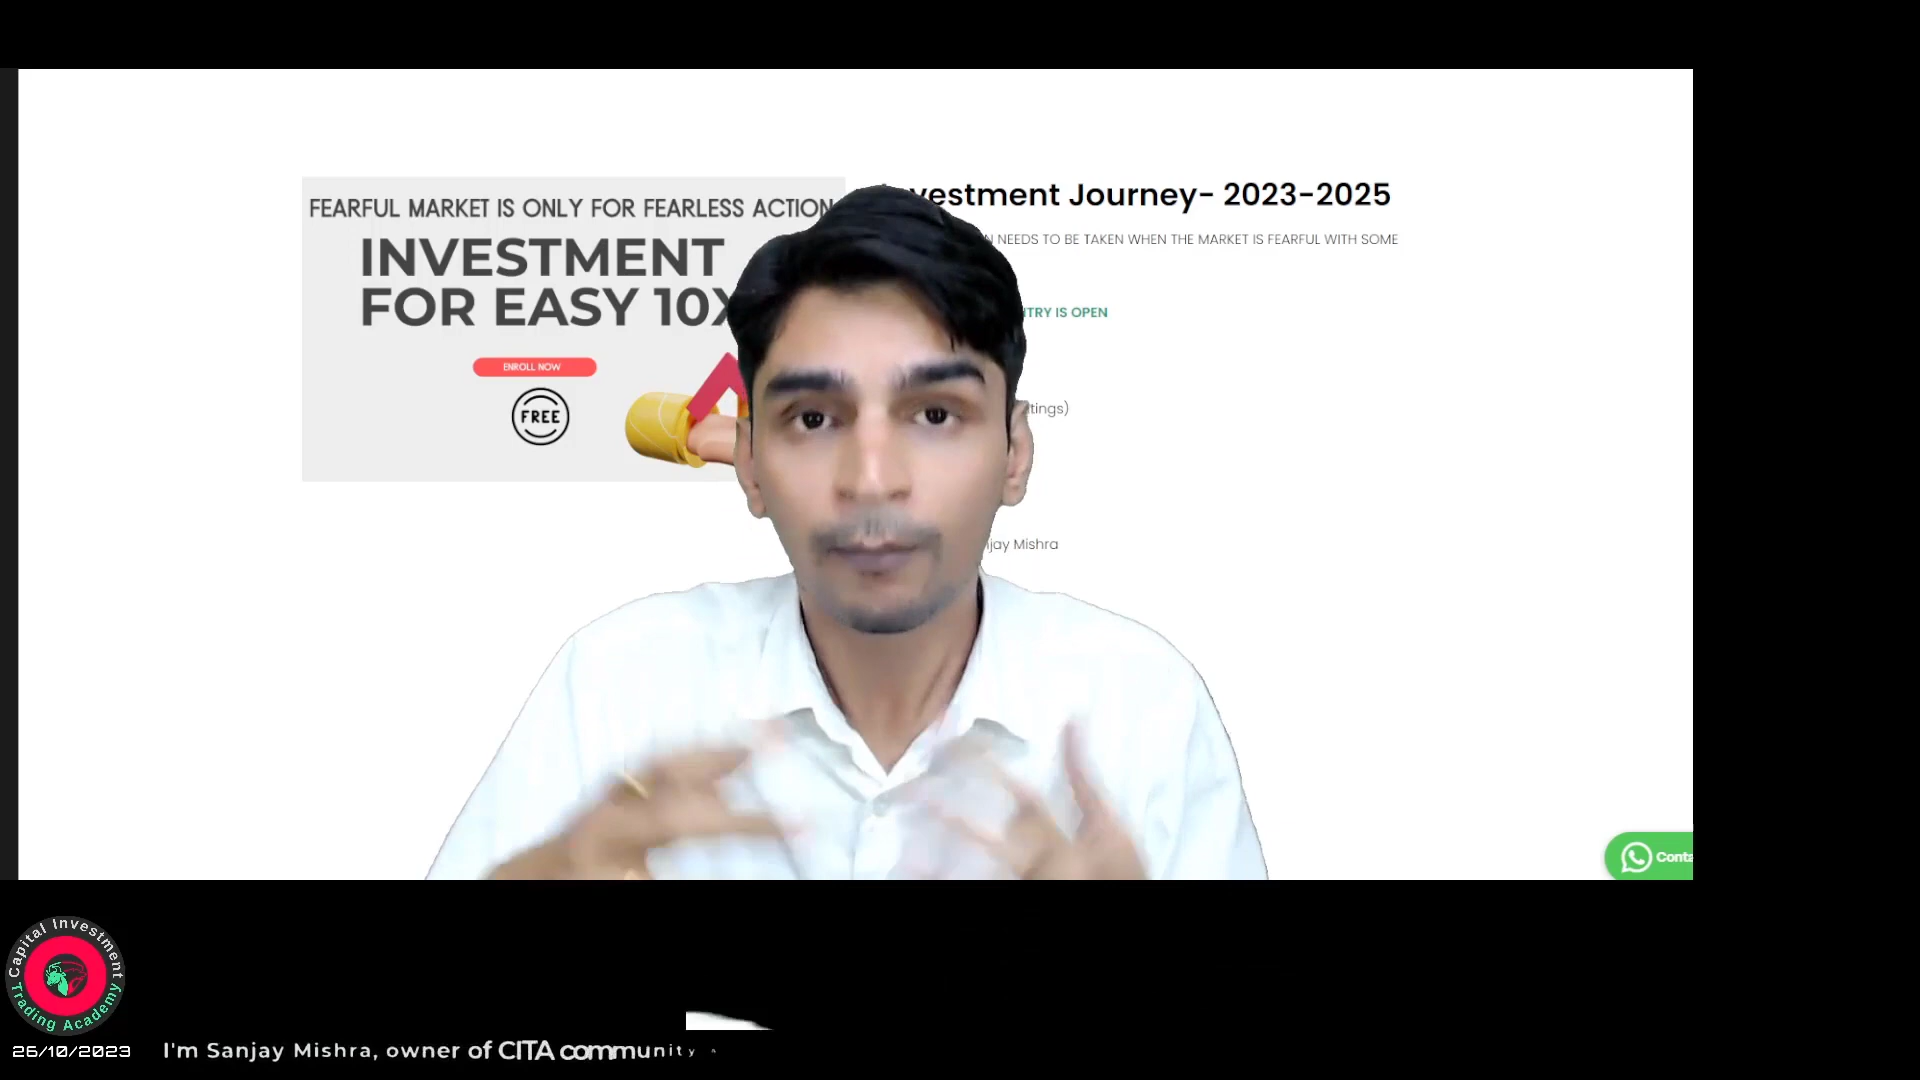 FEARFUL MARKET IS ONLY FOR FEARLESS ACTION
INVESTMENT
FOR EASY 10X
ENROLL NOW
FREE
vestment Journey- 2023-2025
NEEDS TO BE TAKEN WHEN THE MARKET IS FEARFUL WITH SOME
TRY IS OPEN
tings)
jay Mishra
Conta
Capital Investment
Trading Academy
26/10/2023
I'm Sanjay Mishra, owner of CITA community